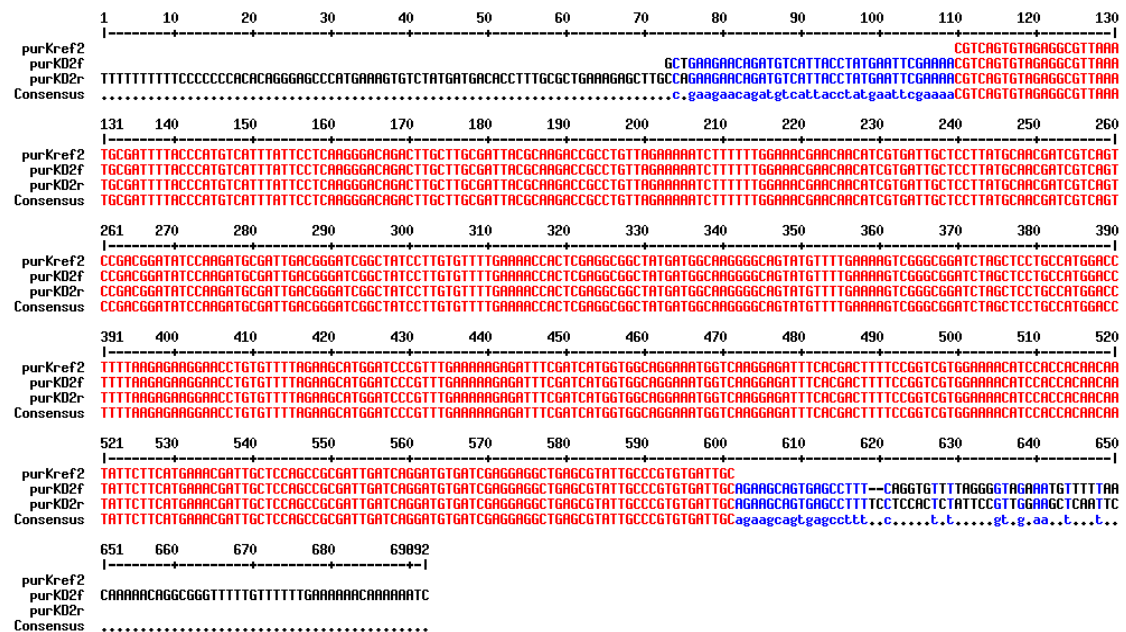 1 10 20 30 40 50 60 70 80 90 100 110 120 130
|--------+---------+---------+---------+---------+---------+---------+---------+---------+---------+---------+---------+---------|
purKref2 CGTCAGTGTAGAGGCGTTAAA
purKD2f GCTGAAGAACAGATGTCATTACCTATGAATTCGAAAACGTCAGTGTAGAGGCGTTAAA
purKD2r TTTTTTTTTTCCCCCCCACACAGGGAGCCCATGAAAGTGTCTATGATGACACCTTTGCGCTGAAAGAGCTTGCCAGAAGAACAGATGTCATTACCTATGAATTCGAAAACGTCAGTGTAGAGGCGTTAAA
Consensus .........................................................................c.gaagaacagatgtcattacctatgaattcgaaaaCGTCAGTGTAGAGGCGTTAAA
131 140 150 160 170 180 190 200 210 220 230 240 250 260
|--------+---------+---------+---------+---------+---------+---------+---------+---------+---------+---------+---------+---------|
purKref2 TGCGATTTTACCCATGTCATTTATTCCTCAAGGGACAGACTTGCTTGCGATTACGCAAGACCGCCTGTTAGAAAAATCTTTTTTGGAAACGAACAACATCGTGATTGCTCCTTATGCAACGATCGTCAGT
purKD2f TGCGATTTTACCCATGTCATTTATTCCTCAAGGGACAGACTTGCTTGCGATTACGCAAGACCGCCTGTTAGAAAAATCTTTTTTGGAAACGAACAACATCGTGATTGCTCCTTATGCAACGATCGTCAGT
purKD2r TGCGATTTTACCCATGTCATTTATTCCTCAAGGGACAGACTTGCTTGCGATTACGCAAGACCGCCTGTTAGAAAAATCTTTTTTGGAAACGAACAACATCGTGATTGCTCCTTATGCAACGATCGTCAGT
Consensus TGCGATTTTACCCATGTCATTTATTCCTCAAGGGACAGACTTGCTTGCGATTACGCAAGACCGCCTGTTAGAAAAATCTTTTTTGGAAACGAACAACATCGTGATTGCTCCTTATGCAACGATCGTCAGT
261 270 280 290 300 310 320 330 340 350 360 370 380 390
|--------+---------+---------+---------+---------+---------+---------+---------+---------+---------+---------+---------+---------|
purKref2 CCGACGGATATCCAAGATGCGATTGACGGGATCGGCTATCCTTGTGTTTTGAAAACCACTCGAGGCGGCTATGATGGCAAGGGGCAGTATGTTTTGAAAAGTCGGGCGGATCTAGCTCCTGCCATGGACC
purKD2f CCGACGGATATCCAAGATGCGATTGACGGGATCGGCTATCCTTGTGTTTTGAAAACCACTCGAGGCGGCTATGATGGCAAGGGGCAGTATGTTTTGAAAAGTCGGGCGGATCTAGCTCCTGCCATGGACC
purKD2r CCGACGGATATCCAAGATGCGATTGACGGGATCGGCTATCCTTGTGTTTTGAAAACCACTCGAGGCGGCTATGATGGCAAGGGGCAGTATGTTTTGAAAAGTCGGGCGGATCTAGCTCCTGCCATGGACC
Consensus CCGACGGATATCCAAGATGCGATTGACGGGATCGGCTATCCTTGTGTTTTGAAAACCACTCGAGGCGGCTATGATGGCAAGGGGCAGTATGTTTTGAAAAGTCGGGCGGATCTAGCTCCTGCCATGGACC
391 400 410 420 430 440 450 460 470 480 490 500 510 520
|--------+---------+---------+---------+---------+---------+---------+---------+---------+---------+---------+---------+---------|
purKref2 TTTTAAGAGAAGGAACCTGTGTTTTAGAAGCATGGATCCCGTTTGAAAAAGAGATTTCGATCATGGTGGCAGGAAATGGTCAAGGAGATTTCACGACTTTTCCGGTCGTGGAAAACATCCACCACAACAA
purKD2f TTTTAAGAGAAGGAACCTGTGTTTTAGAAGCATGGATCCCGTTTGAAAAAGAGATTTCGATCATGGTGGCAGGAAATGGTCAAGGAGATTTCACGACTTTTCCGGTCGTGGAAAACATCCACCACAACAA
purKD2r TTTTAAGAGAAGGAACCTGTGTTTTAGAAGCATGGATCCCGTTTGAAAAAGAGATTTCGATCATGGTGGCAGGAAATGGTCAAGGAGATTTCACGACTTTTCCGGTCGTGGAAAACATCCACCACAACAA
Consensus TTTTAAGAGAAGGAACCTGTGTTTTAGAAGCATGGATCCCGTTTGAAAAAGAGATTTCGATCATGGTGGCAGGAAATGGTCAAGGAGATTTCACGACTTTTCCGGTCGTGGAAAACATCCACCACAACAA
521 530 540 550 560 570 580 590 600 610 620 630 640 650
|--------+---------+---------+---------+---------+---------+---------+---------+---------+---------+---------+---------+---------|
purKref2 TATTCTTCATGAAACGATTGCTCCAGCCGCGATTGATCAGGATGTGATCGAGGAGGCTGAGCGTATTGCCCGTGTGATTGC
purKD2f TATTCTTCATGAAACGATTGCTCCAGCCGCGATTGATCAGGATGTGATCGAGGAGGCTGAGCGTATTGCCCGTGTGATTGCAGAAGCAGTGAGCCTTT--CAGGTGTTTTAGGGGTAGAAATGTTTTTAA
purKD2r TATTCTTCATGAAACGATTGCTCCAGCCGCGATTGATCAGGATGTGATCGAGGAGGCTGAGCGTATTGCCCGTGTGATTGCAGAAGCAGTGAGCCTTTTCCTCCACTCTATTCCGTTGGAAGCTCAATTC
Consensus TATTCTTCATGAAACGATTGCTCCAGCCGCGATTGATCAGGATGTGATCGAGGAGGCTGAGCGTATTGCCCGTGTGATTGCagaagcagtgagccttt..c.....t.t.....gt.g.aa..t...t..
651 660 670 680 69092
|--------+---------+---------+---------+-|
purKref2
purKD2f CAAAAACAGGCGGGTTTTTGTTTTTTGAAAAAACAAAAAATC
purKD2r
Consensus ..........................................